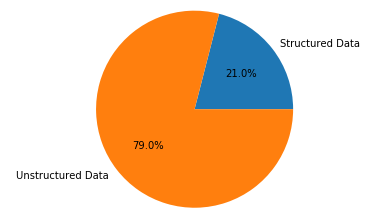 Structured Data
21.0%
79.0%
Unstructured Data